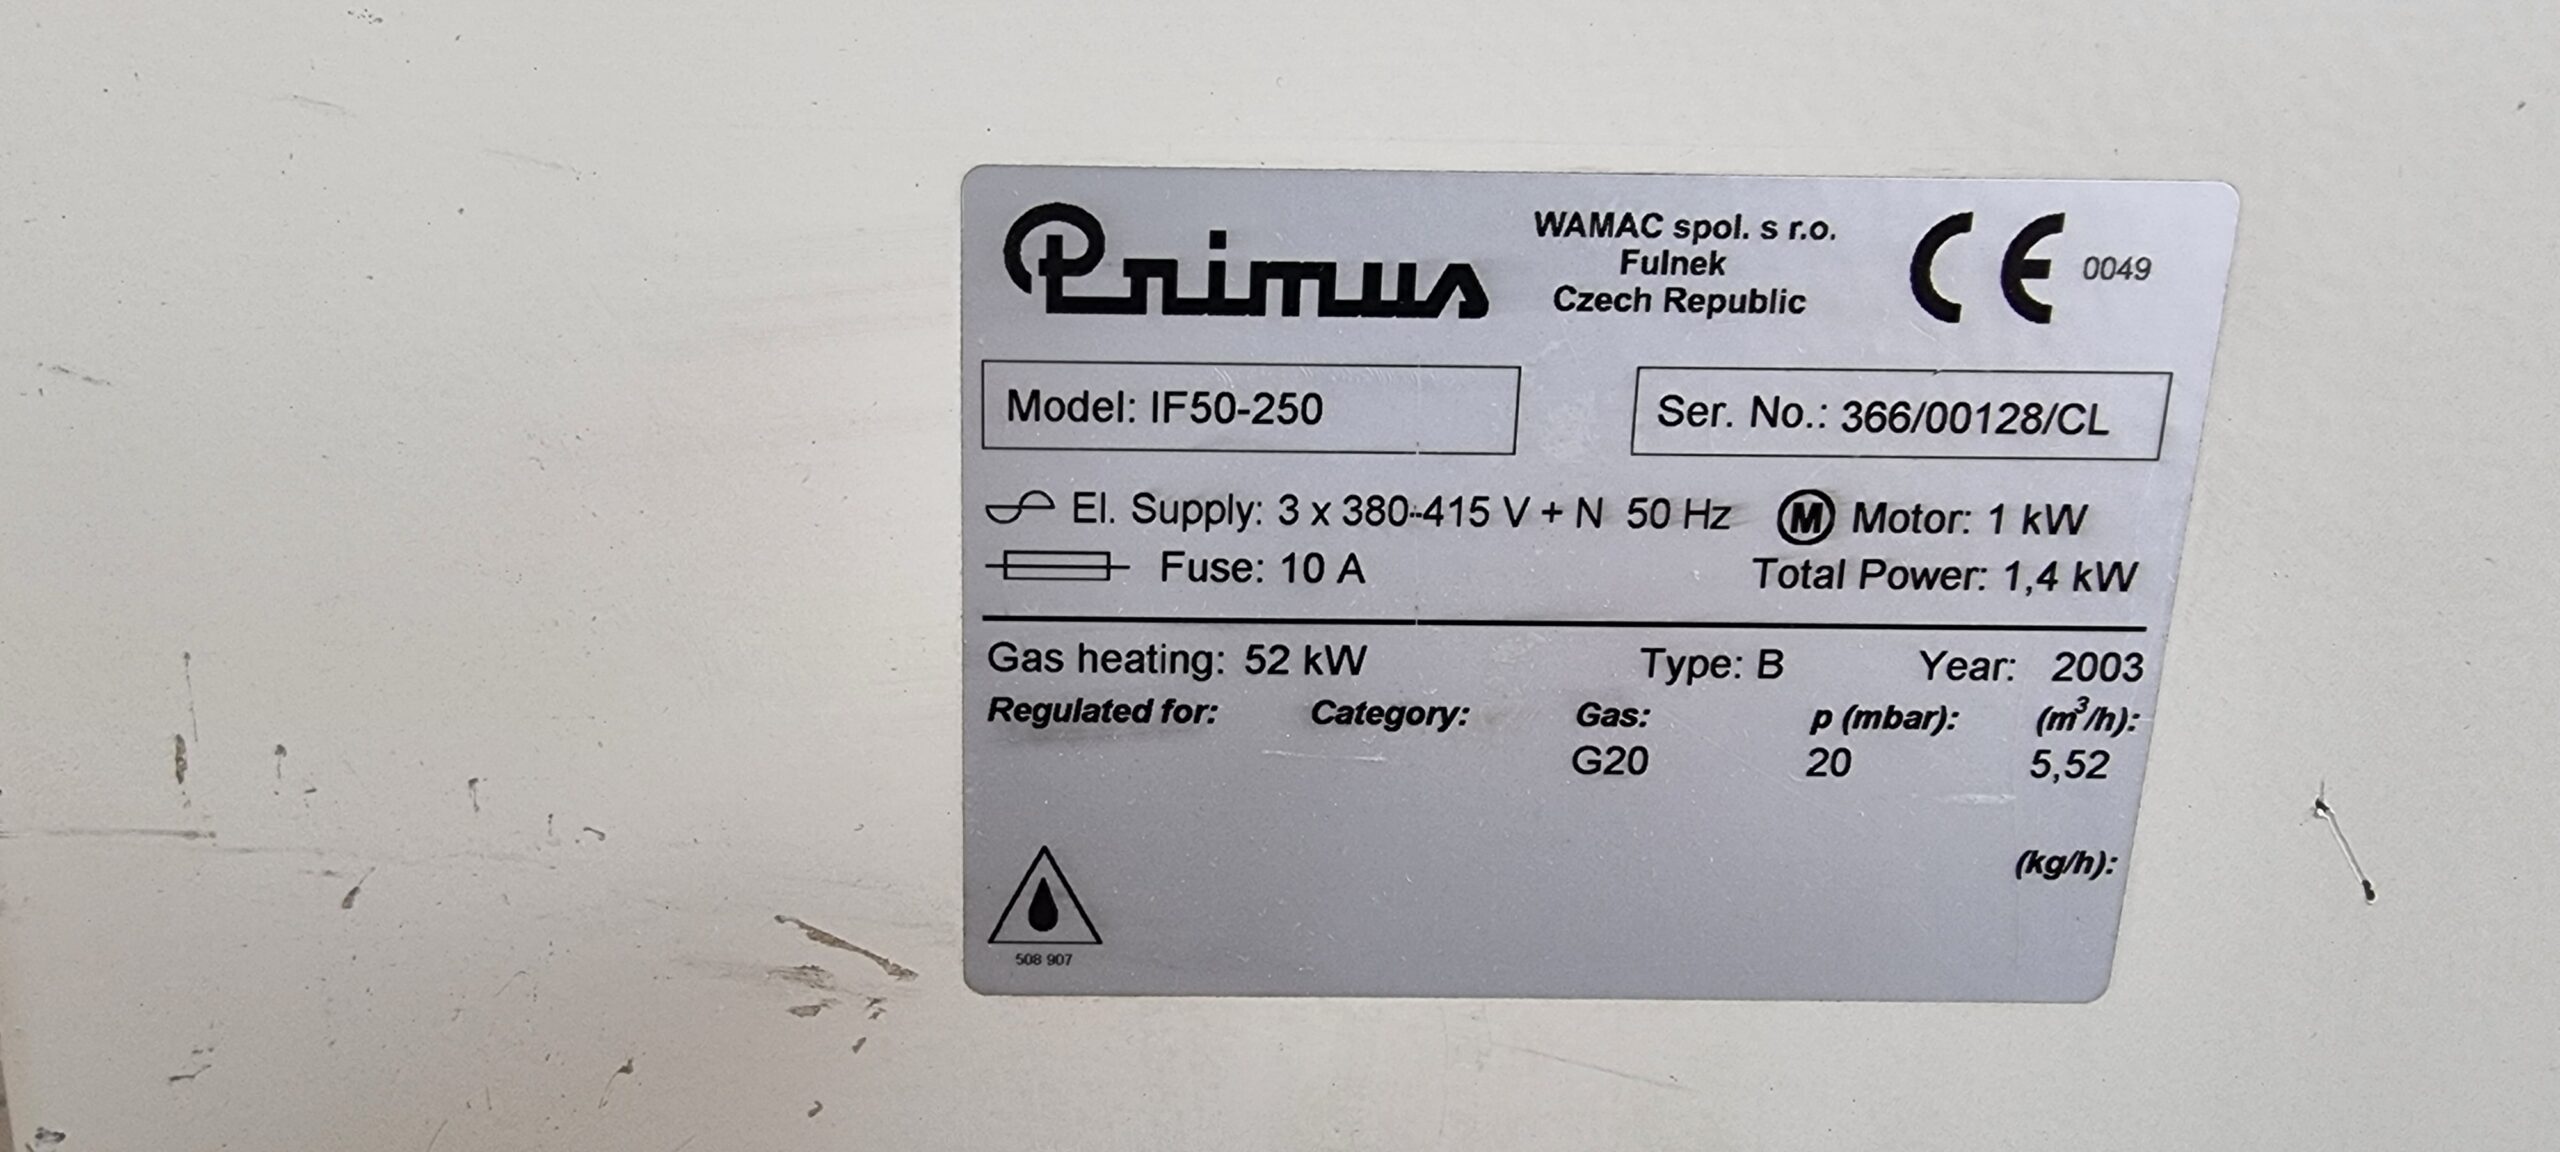 Primus
WAMAC spol. s r.o.
Fulnek
Czech Republic
CE 0049
Model: IF50-250
Ser. No.: 366/00128/CL
El. Supply: 3 x 380-415 V + N 50 Hz
M Motor: 1 kW
Fuse: 10 A
Total Power: 1,4 kW
Gas heating: 52 kW Type: B Year: 2003
Regulated for: Category: Gas: p (mbar): (m³/h):
G20 20 5,52
(kg/h):
508 907